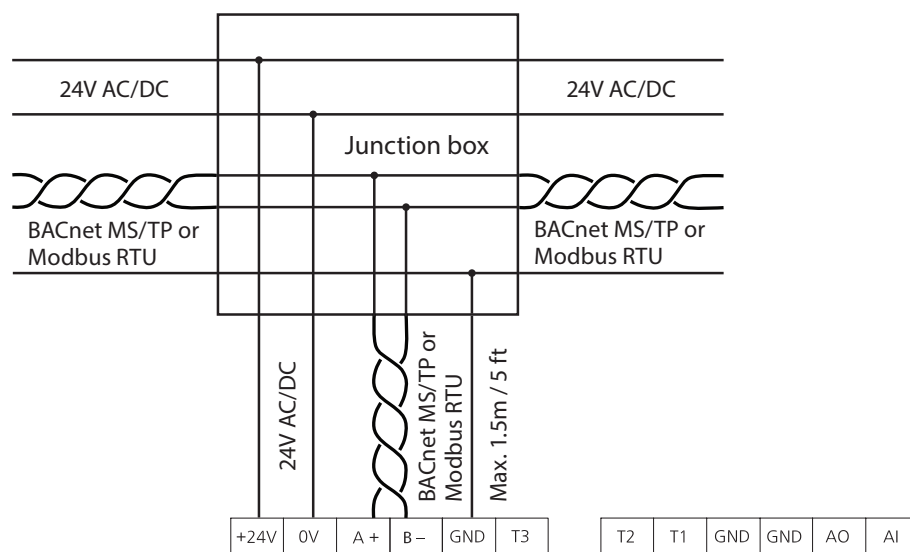 24V AC/DC
24V AC/DC
Junction box
BACnet MS/TP or
Modbus RTU
BACnet MS/TP or
Modbus RTU
24V AC/DC
BACnet MS/TP or
Modbus RTU
Max. 1.5m / 5 ft
+24V 0V A + B – GND T3 T2 T1 GND GND AO AI